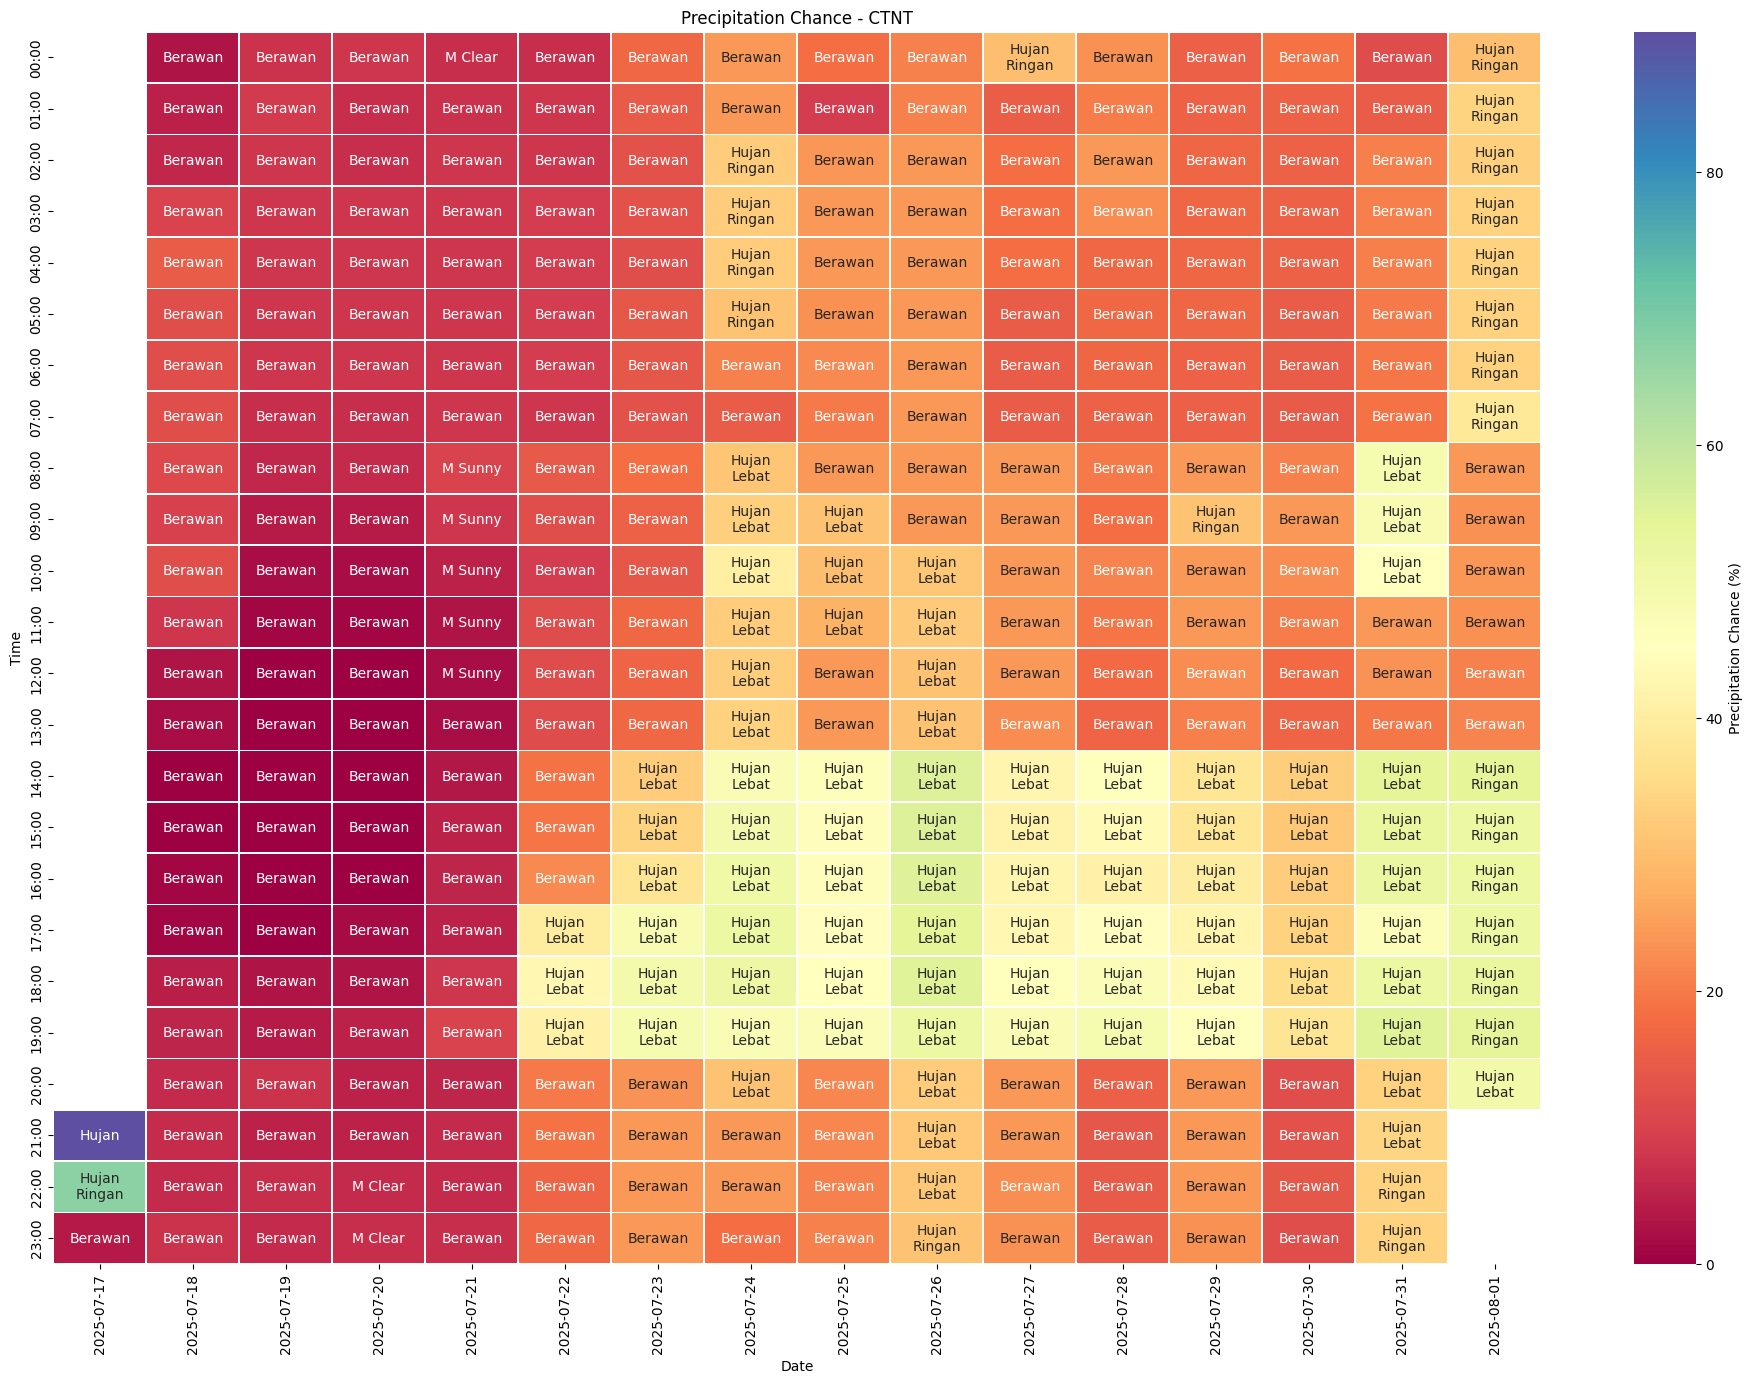 Precipitation Chance - CTNT
00:00 Berawan Berawan Berawan M Clear Berawan Berawan Berawan Berawan Berawan Hujan Ringan Berawan Berawan Berawan Berawan Hujan Ringan
01:00 Berawan Berawan Berawan Berawan Berawan Berawan Berawan Berawan Berawan Berawan Berawan Berawan Berawan Berawan Hujan Ringan
02:00 Berawan Berawan Berawan Berawan Berawan Berawan Hujan Ringan Berawan Berawan Berawan Berawan Berawan Berawan Berawan Hujan Ringan
03:00 Berawan Berawan Berawan Berawan Berawan Berawan Hujan Ringan Berawan Berawan Berawan Berawan Berawan Berawan Berawan Hujan Ringan
04:00 Berawan Berawan Berawan Berawan Berawan Berawan Hujan Ringan Berawan Berawan Berawan Berawan Berawan Berawan Berawan Hujan Ringan
05:00 Berawan Berawan Berawan Berawan Berawan Berawan Hujan Ringan Berawan Berawan Berawan Berawan Berawan Berawan Berawan Hujan Ringan
06:00 Berawan Berawan Berawan Berawan Berawan Berawan Berawan Berawan Berawan Berawan Berawan Berawan Berawan Berawan Hujan Ringan
07:00 Berawan Berawan Berawan Berawan Berawan Berawan Berawan Berawan Berawan Berawan Berawan Berawan Berawan Berawan Hujan Ringan
08:00 Berawan Berawan Berawan M Sunny Berawan Berawan Hujan Lebat Berawan Berawan Berawan Berawan Berawan Berawan Hujan Lebat Berawan
09:00 Berawan Berawan Berawan M Sunny Berawan Berawan Hujan Lebat Hujan Lebat Berawan Berawan Berawan Hujan Ringan Berawan Hujan Lebat Berawan
10:00 Berawan Berawan Berawan M Sunny Berawan Berawan Hujan Lebat Hujan Lebat Hujan Lebat Berawan Berawan Berawan Berawan Hujan Lebat Berawan
11:00 Berawan Berawan Berawan M Sunny Berawan Berawan Hujan Lebat Hujan Lebat Hujan Lebat Berawan Berawan Berawan Berawan Berawan Berawan
12:00 Berawan Berawan Berawan M Sunny Berawan Berawan Hujan Lebat Berawan Hujan Lebat Berawan Berawan Berawan Berawan Berawan Berawan
13:00 Berawan Berawan Berawan Berawan Berawan Berawan Hujan Lebat Berawan Hujan Lebat Berawan Berawan Berawan Berawan Berawan Berawan
14:00 Berawan Berawan Berawan Berawan Berawan Hujan Lebat Hujan Lebat Hujan Lebat Hujan Lebat Hujan Lebat Hujan Lebat Hujan Lebat Hujan Lebat Hujan Lebat Hujan Ringan
15:00 Berawan Berawan Berawan Berawan Berawan Hujan Lebat Hujan Lebat Hujan Lebat Hujan Lebat Hujan Lebat Hujan Lebat Hujan Lebat Hujan Lebat Hujan Lebat Hujan Ringan
16:00 Berawan Berawan Berawan Berawan Berawan Hujan Lebat Hujan Lebat Hujan Lebat Hujan Lebat Hujan Lebat Hujan Lebat Hujan Lebat Hujan Lebat Hujan Lebat Hujan Ringan
17:00 Berawan Berawan Berawan Berawan Hujan Lebat Hujan Lebat Hujan Lebat Hujan Lebat Hujan Lebat Hujan Lebat Hujan Lebat Hujan Lebat Hujan Lebat Hujan Lebat Hujan Ringan
18:00 Berawan Berawan Berawan Berawan Hujan Lebat Hujan Lebat Hujan Lebat Hujan Lebat Hujan Lebat Hujan Lebat Hujan Lebat Hujan Lebat Hujan Lebat Hujan Lebat Hujan Ringan
19:00 Berawan Berawan Berawan Berawan Hujan Lebat Hujan Lebat Hujan Lebat Hujan Lebat Hujan Lebat Hujan Lebat Hujan Lebat Hujan Lebat Hujan Lebat Hujan Lebat Hujan Ringan
20:00 Berawan Berawan Berawan Berawan Berawan Berawan Hujan Lebat Berawan Hujan Lebat Berawan Berawan Berawan Berawan Hujan Lebat Hujan Lebat
21:00 Hujan Berawan Berawan Berawan Berawan Berawan Berawan Berawan Berawan Hujan Lebat Berawan Berawan Berawan Berawan Hujan Lebat
22:00 Hujan Ringan Berawan Berawan M Clear Berawan Berawan Berawan Berawan Berawan Hujan Lebat Berawan Berawan Berawan Berawan Hujan Ringan
23:00 Berawan Berawan Berawan M Clear Berawan Berawan Berawan Berawan Berawan Hujan Ringan Berawan Berawan Berawan Berawan Hujan Ringan
Time
2025-07-17 2025-07-18 2025-07-19 2025-07-20 2025-07-21 2025-07-22 2025-07-23 2025-07-24 2025-07-25 2025-07-26 2025-07-27 2025-07-28 2025-07-29 2025-07-30 2025-07-31 2025-08-01
Date
80
60
40
20
0
Precipitation Chance (%)